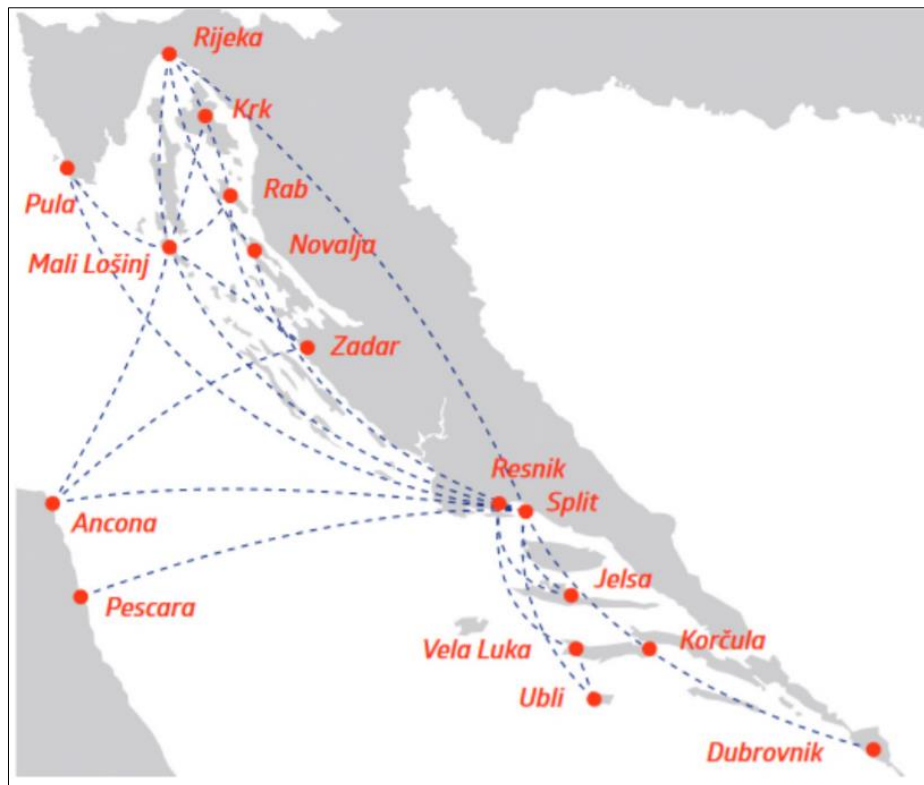 Rijeka
Krk
Rab
Pula
Novalja
Mali Lošinj
Zadar
Resnik
Split
Ancona
Jelsa
Pescara
Korčula
Vela Luka
Ubli
Dubrovnik